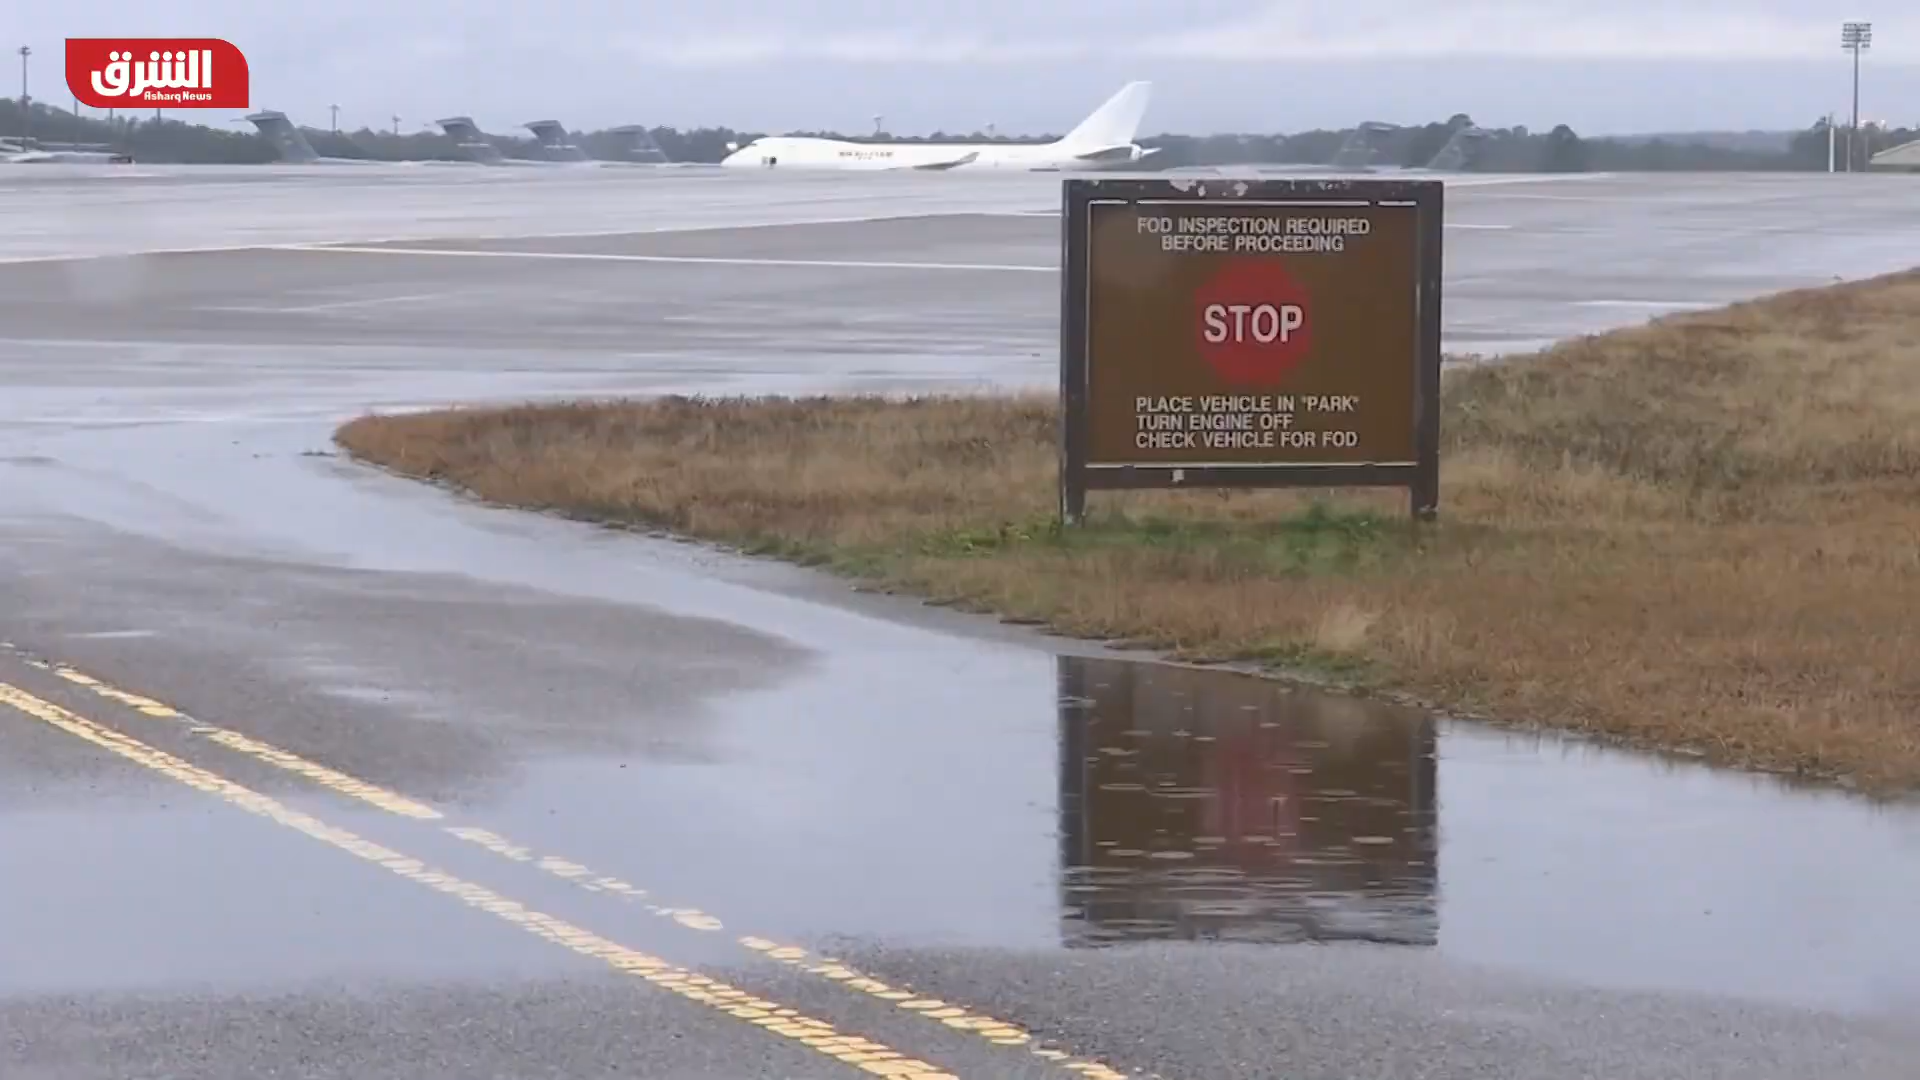 الشرق
Asharq News
FOD INSPECTION REQUIRED
BEFORE PROCEEDING
STOP
PLACE VEHICLE IN "PARK"
TURN ENGINE OFF
CHECK VEHICLE FOR FOD